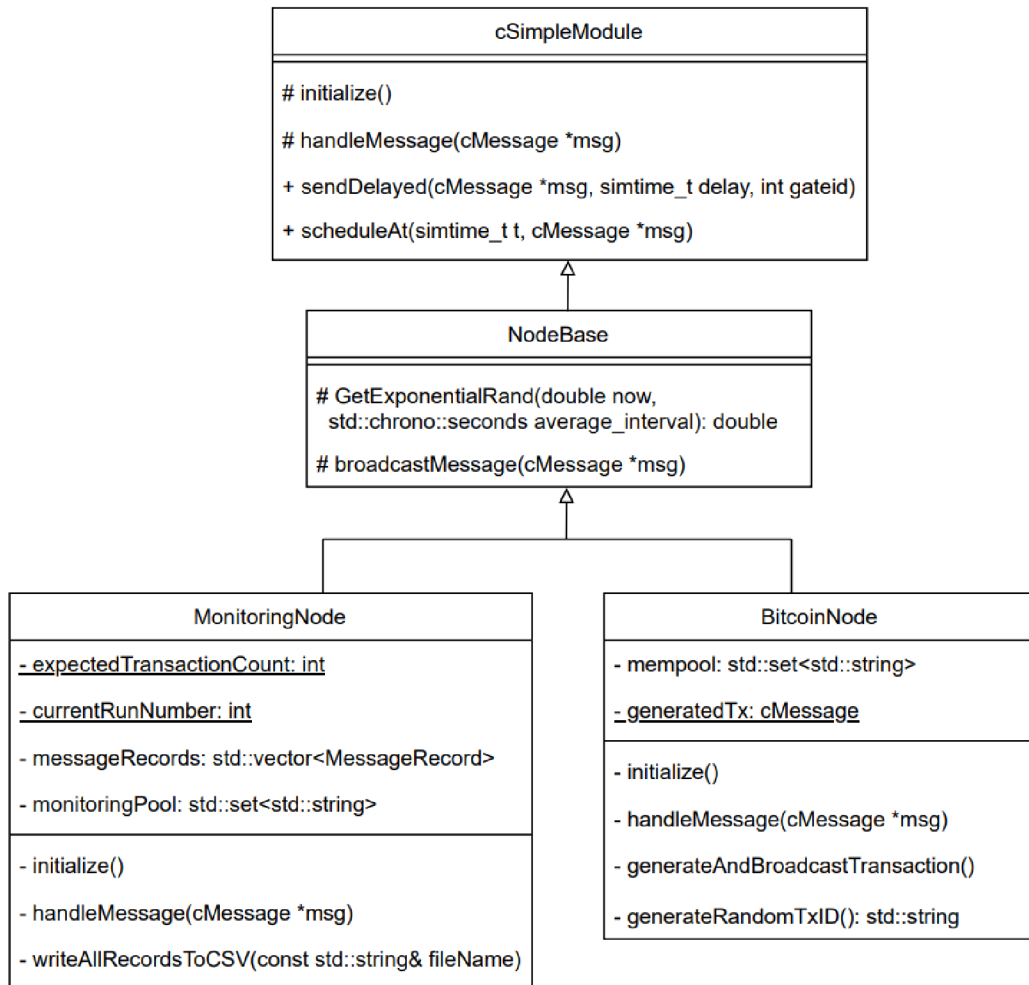 cSimpleModule
# initialize()
# handleMessage(cMessage *msg)
+ sendDelayed(cMessage *msg, simtime_t delay, int gateid)
+ scheduleAt(simtime_t t, cMessage *msg)
NodeBase
# GetExponentialRand(double now,
std::chrono::seconds average_interval): double
# broadcastMessage(cMessage *msg)
MonitoringNode
- expectedTransactionCount: int
- currentRunNumber: int
- messageRecords: std::vector<MessageRecord>
- monitoringPool: std::set<std::string>
- initialize()
- handleMessage(cMessage *msg)
- writeAllRecordsToCSV(const std::string& fileName)
BitcoinNode
- mempool: std::set<std::string>
- generatedTx: cMessage
- initialize()
- handleMessage(cMessage *msg)
- generateAndBroadcastTransaction()
- generateRandomTxID(): std::string